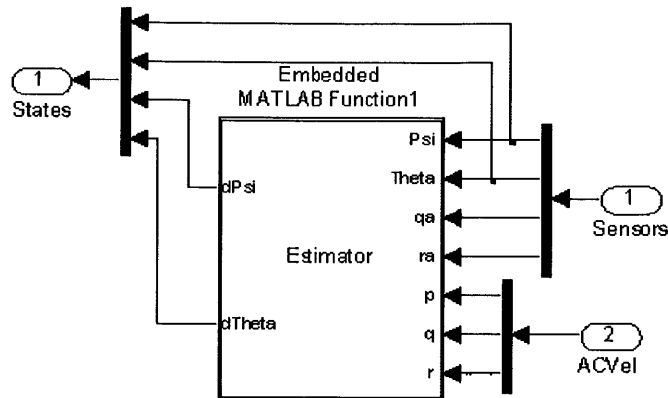 Embedded
MATLAB Function1
1
States
Psi
Theta
dPsi
qa
1
Sensors
ra
Estimator
p
dTheta
q
2
ACVel
r